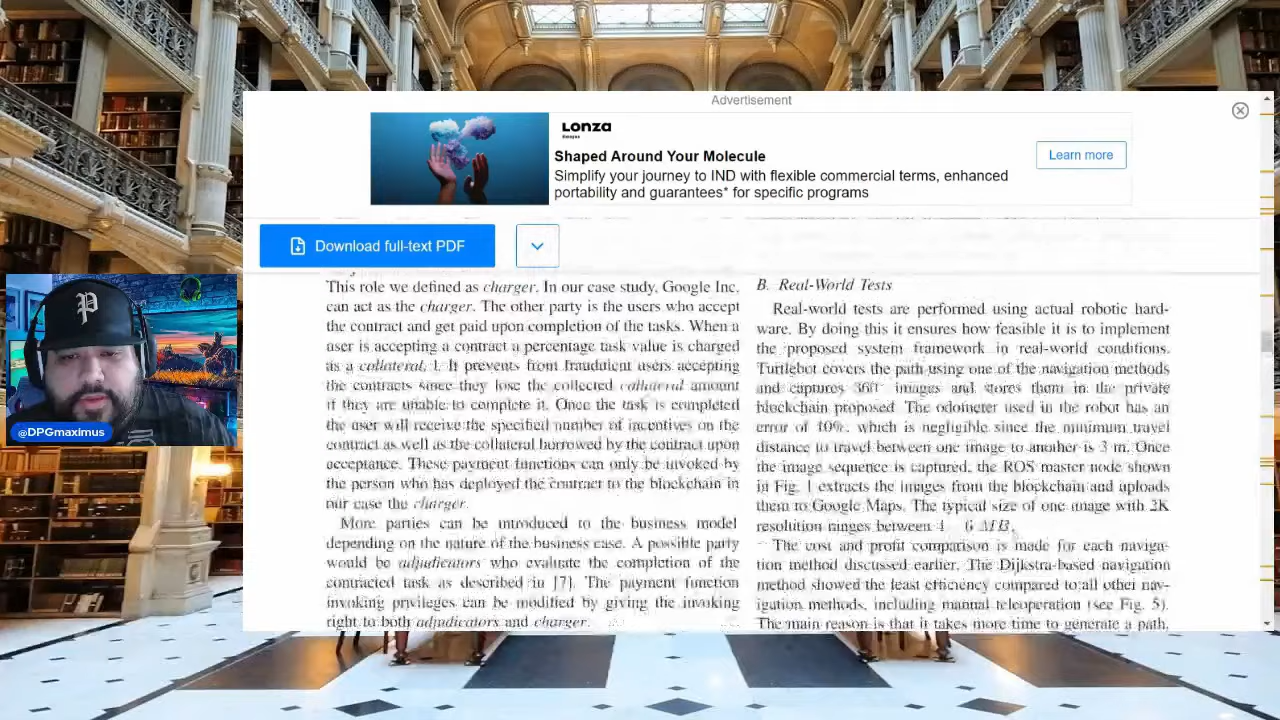 Advertisement
Lonza
Shaped Around Your Molecule
Simplify your journey to IND with flexible commercial terms, enhanced
portability and guarantees* for specific programs
Learn more
Download full-text PDF
This role we defined as charger. In our case study, Google Inc.
can act as the charger. The other party is the users who accept
the contract and get paid upon completion of the tasks. When a
user is accepting a contract a percentage task value is charged
as a collateral, 1. It prevents from fraudulent users accepting
the contracts since they lose the collected collateral amount
if they are unable to complete it. Once the task is completed
the user will receive the specified number of incentives on the
contract as well as the collateral borrowed by the contract upon
acceptance. These payment functions can only be invoked by
the person who has deployed the contract to the blockchain in
our case the charger.
More parties can be introduced to the business model
depending on the nature of the business case. A possible party
would be adjudicators who evaluate the completion of the
contracted task as described in [7]. The payment function
invoking privileges can be modified by giving the invoking
right to both adjudicators and charger.
B. Real-World Tests
Real-world tests are performed using actual robotic hard-
ware. By doing this it ensures how feasible it is to implement
the proposed system framework in real-world conditions.
Turtlebot covers the path using one of the navigation methods
and captures 360° images and stores them in the private
blockchain proposed. The odometer used in the robot has an
error of 10%, which is negligible since the minimum travel
distance to travel between one image to another is 3 m. Once
the image sequence is captured, the ROS master node shown
in Fig. 1 extracts the images from the blockchain and uploads
them to Google Maps. The typical size of one image with 2K
resolution ranges between 4 6 MB.
The cost and profit comparison is made for each naviga-
tion method discussed earlier. The Dijkstra-based navigation
method showed the least efficiency compared to all other nav-
igation methods, including manual teleoperation (see Fig. 5).
The main reason is that it takes more time to generate a path,
P
@DPGmaximus